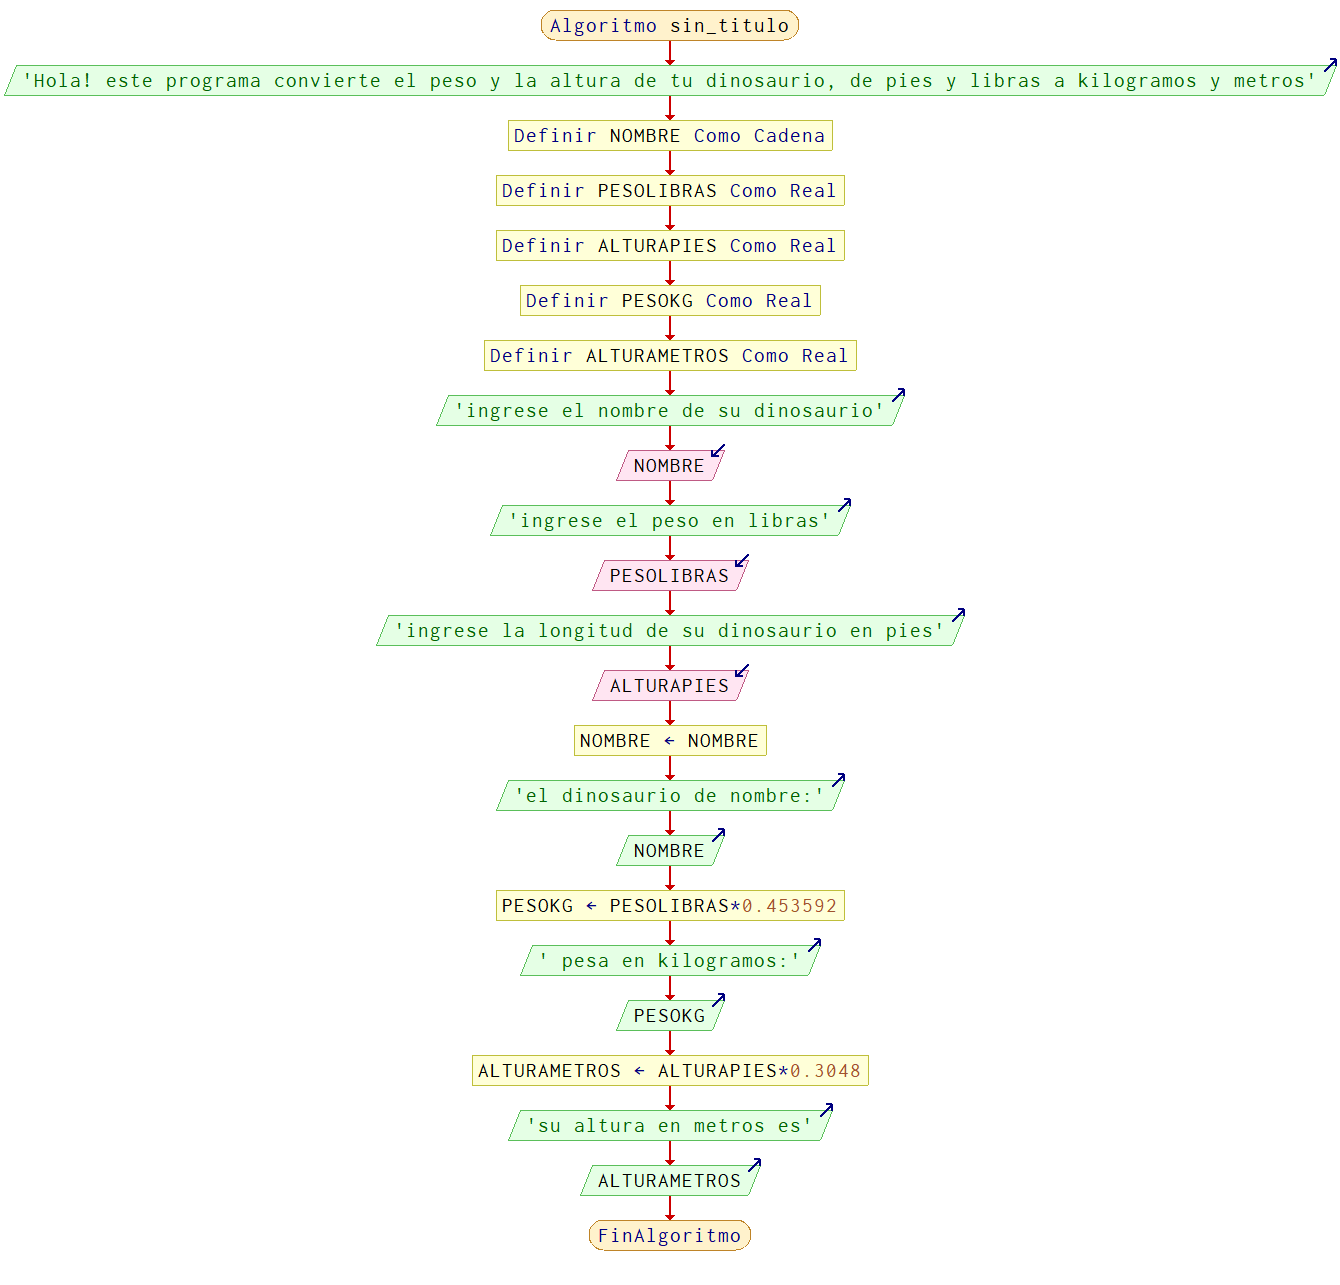 Algoritmo sin_titulo
'Hola! este programa convierte el peso y la altura de tu dinosaurio, de pies y libras a kilogramos y metros'
Definir NOMBRE Como Cadena
Definir PESOLIBRAS Como Real
Definir ALTURAPIES Como Real
Definir PESOKG Como Real
Definir ALTURAMETROS Como Real
'ingrese el nombre de su dinosaurio'
NOMBRE
'ingrese el peso en libras'
PESOLIBRAS
'ingrese la longitud de su dinosaurio en pies'
ALTURAPIES
NOMBRE ← NOMBRE
'el dinosaurio de nombre:'
NOMBRE
PESOKG ← PESOLIBRAS*0.453592
' pesa en kilogramos:'
PESOKG
ALTURAMETROS ← ALTURAPIES*0.3048
'su altura en metros es'
ALTURAMETROS
FinAlgoritmo